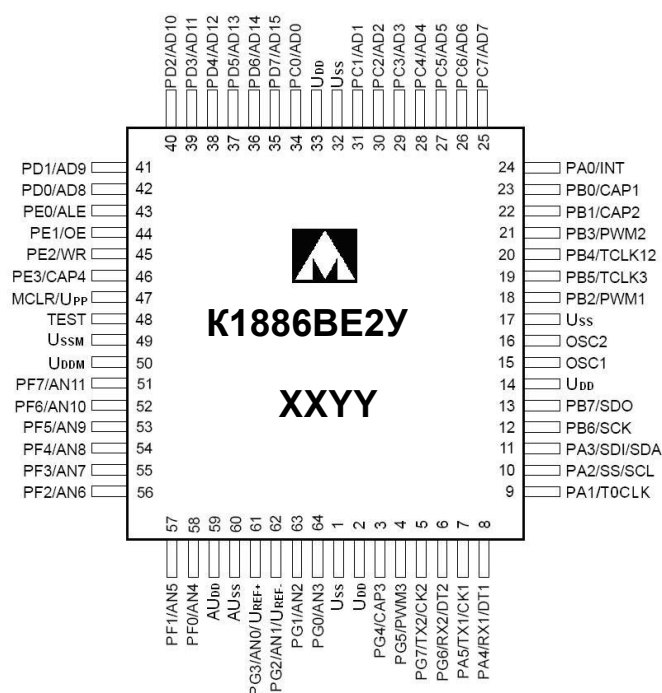 PD2/AD10
PD3/AD11
PD4/AD12
PD5/AD13
PD6/AD14
PD7/AD15
PC0/AD0
UDD
USS
PC1/AD1
PC2/AD2
PC3/AD3
PC4/AD4
PC5/AD5
PC6/AD6
PC7/AD7
40 39 38 37 36 35 34 33 32 31 30 29 28 27 26 25
PD1/AD9 41
PD0/AD8 42
PE0/ALE 43
PE1/OE 44
PE2/WR 45
PE3/CAP4 46
MCLR/UPP 47
TEST 48
USSM 49
UDDM 50
PF7/AN11 51
PF6/AN10 52
PF5/AN9 53
PF4/AN8 54
PF3/AN7 55
PF2/AN6 56
К1886ВЕ2У
XXYY
24 PA0/INT
23 PB0/CAP1
22 PB1/CAP2
21 PB3/PWM2
20 PB4/TCLK12
19 PB5/TCLK3
18 PB2/PWM1
17 USS
16 OSC2
15 OSC1
14 UDD
13 PB7/SDO
12 PB6/SCK
11 PA3/SDI/SDA
10 PA2/SS/SCL
9 PA1/T0CLK
57 58 59 60 61 62 63 64 1 2 3 4 5 6 7 8
PF1/AN5
PF0/AN4
AUDD
AUSS
PG3/AN0/UREF+
PG2/AN1/UREF-
PG1/AN2
PG0/AN3
USS
UDD
PG4/CAP3
PG5/PWM3
PG7/TX2/CK2
PG6/RX2/DT2
PA5/TX1/CK1
PA4/RX1/DT1